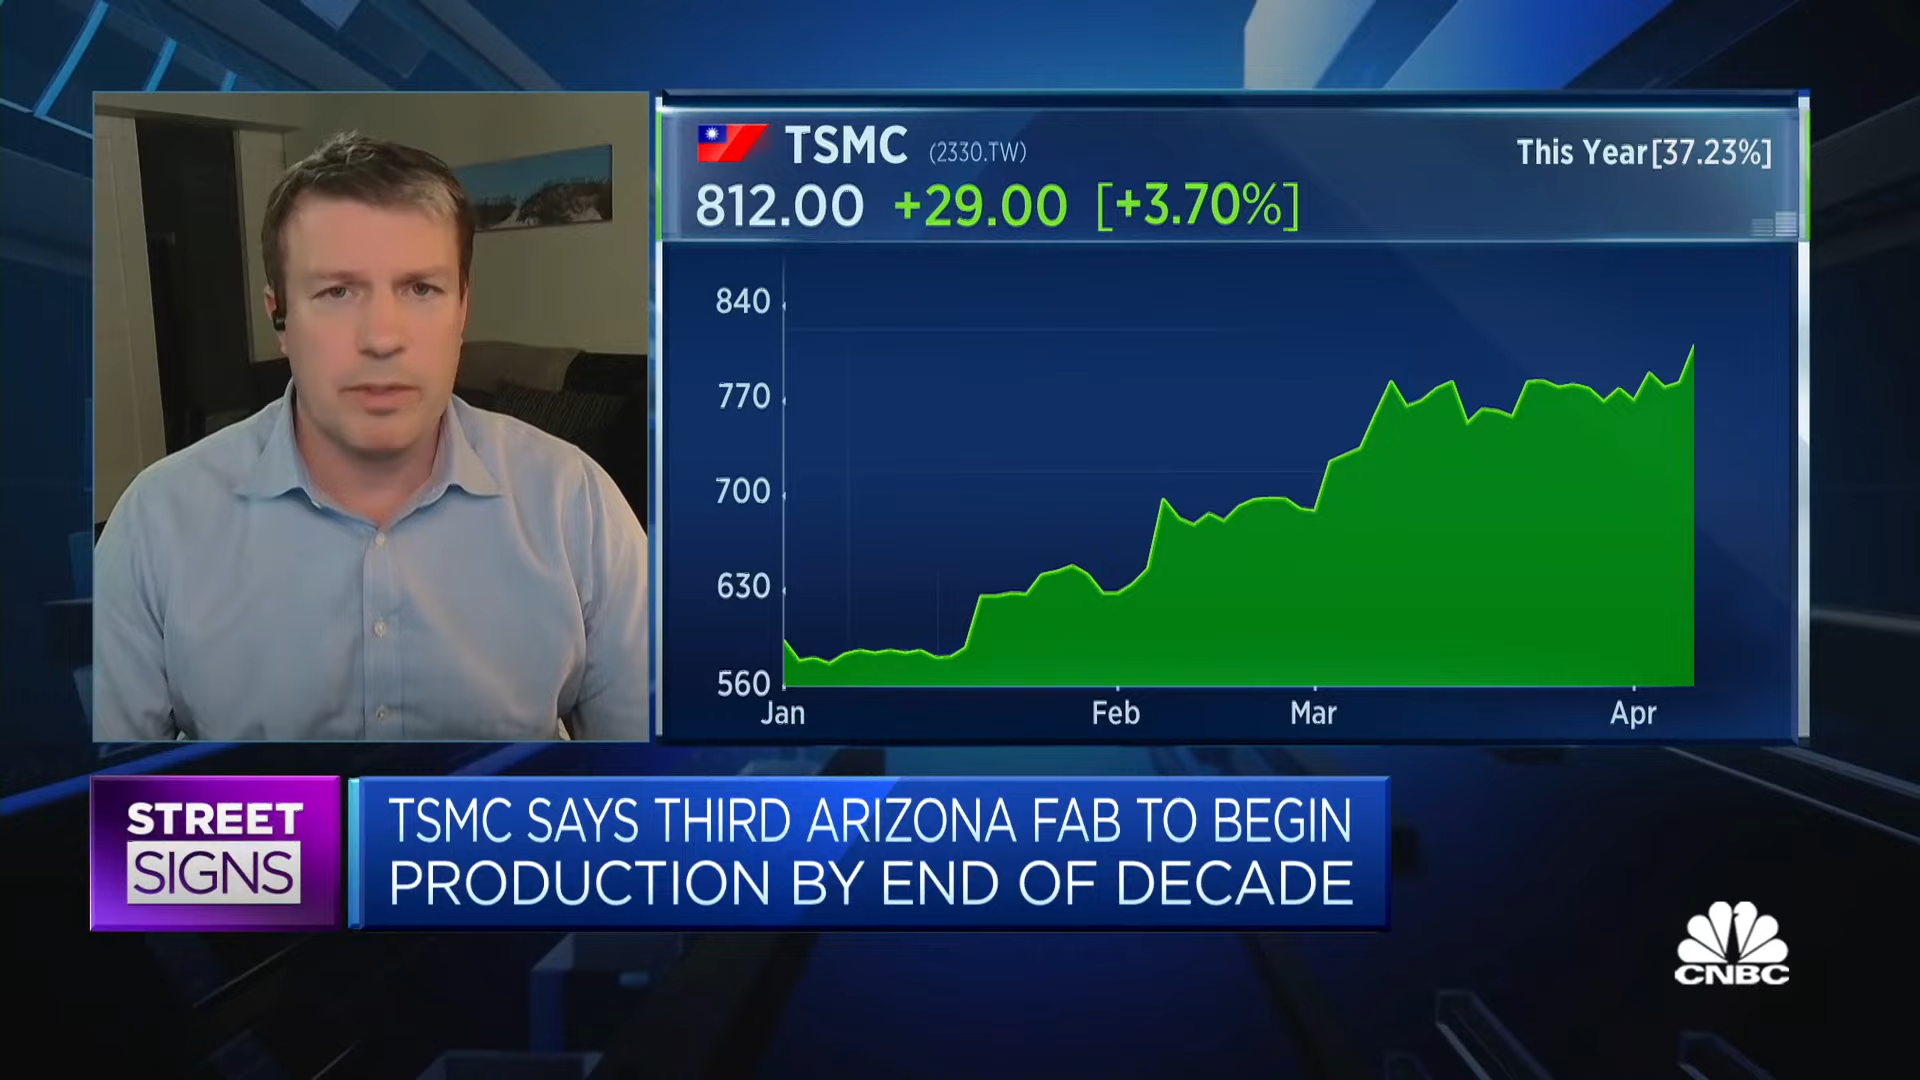 TSMC (2330.TW)
This Year[37.23%]
812.00 +29.00 [+3.70%]
840
770
700
630
560
Jan Feb Mar Apr
STREET
SIGNS
TSMC SAYS THIRD ARIZONA FAB TO BEGIN
PRODUCTION BY END OF DECADE
CNBC